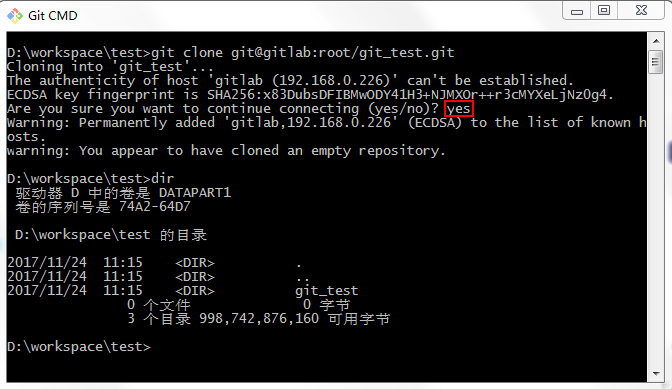 Git CMD
D:\workspace\test>git clone git@gitlab:root/git_test.git
Cloning into 'git_test'...
The authenticity of host 'gitlab (192.168.0.226)' can't be established.
ECDSA key fingerprint is SHA256:x83DubsDFIBMwODY41H3+NJMXOr++r3cMYXeLjNz0g4.
Are you sure you want to continue connecting (yes/no)? yes
Warning: Permanently added 'gitlab,192.168.0.226' (ECDSA) to the list of known h
osts.
warning: You appear to have cloned an empty repository.
D:\workspace\test>dir
驱动器 D 中的卷是 DATAPART1
卷的序列号是 74A2-64D7
D:\workspace\test 的目录
2017/11/24  11:15    <DIR>          .
2017/11/24  11:15    <DIR>          ..
2017/11/24  11:15    <DIR>          git_test
0 个文件              0 字节
3 个目录 998,742,876,160 可用字节
D:\workspace\test>